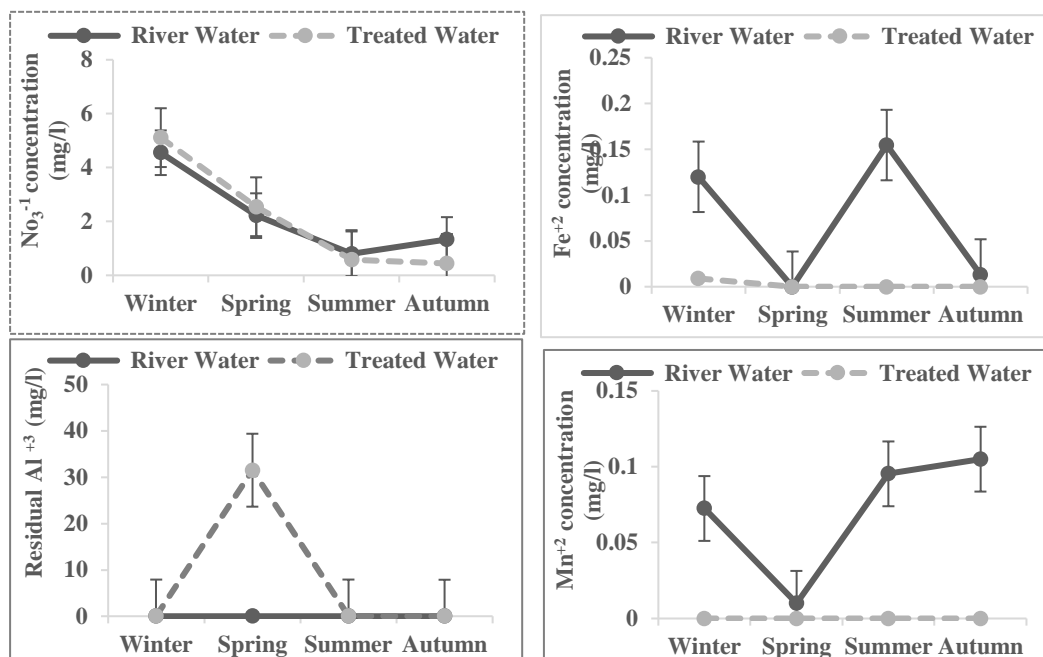 River Water Treated Water
No₃⁻¹ concentration
(mg/l)
8
6
4
2
0
Winter Spring Summer Autumn
River Water Treated Water
Fe⁺² concentration
(mg/l)
0.25
0.2
0.15
0.1
0.05
0
Winter Spring Summer Autumn
River Water Treated Water
Residual Al ⁺³ (mg/l)
50
40
30
20
10
0
Winter Spring Summer Autumn
River Water Treated Water
Mn⁺² concentration
(mg/l)
0.15
0.1
0.05
0
Winter Spring Summer Autumn